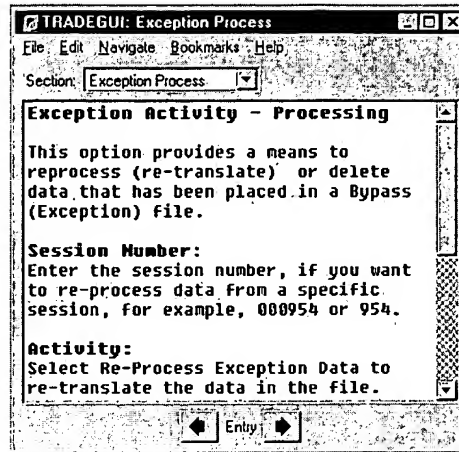 TRADEGUI: Exception Process
File Edit Navigate Bookmarks Help
Section: Exception Process
Exception Activity - Processing
This option provides a means to
reprocess (re-translate) or delete
data that has been placed in a Bypass
(Exception) file.
Session Number:
Enter the session number, if you want
to re-process data from a specific
session, for example, 000954 or 954.
Activity:
Select Re-Process Exception Data to
re-translate the data in the file.
Entry